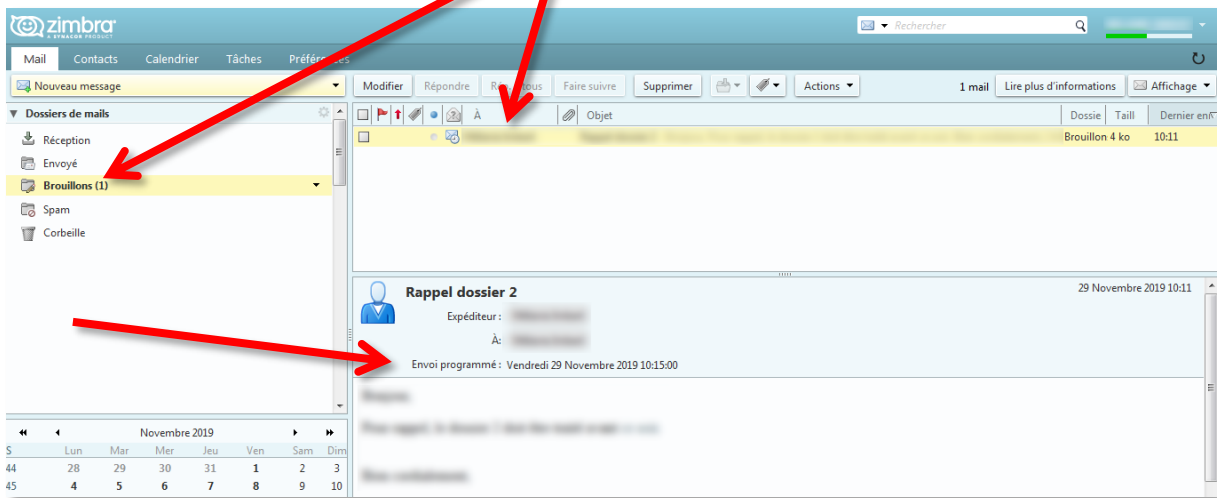 zimbra
A SYNACOR PRODUCT
Rechercher
Mail Contacts Calendrier Tâches Préférences
Nouveau message
Modifier Répondre Rép. tous Faire suivre Supprimer Actions 1 mail Lire plus d'informations Affichage
Dossiers de mails
À Objet Dossie Taill Dernier enr
Brouillon 4 ko 10:11
Réception
Envoyé
Brouillons (1)
Spam
Corbeille
Rappel dossier 2 29 Novembre 2019 10:11
Expéditeur :
À:
Envoi programmé : Vendredi 29 Novembre 2019 10:15:00
Novembre 2019
S Lun Mar Mer Jeu Ven Sam Dim
44 28 29 30 31 1 2 3
45 4 5 6 7 8 9 10